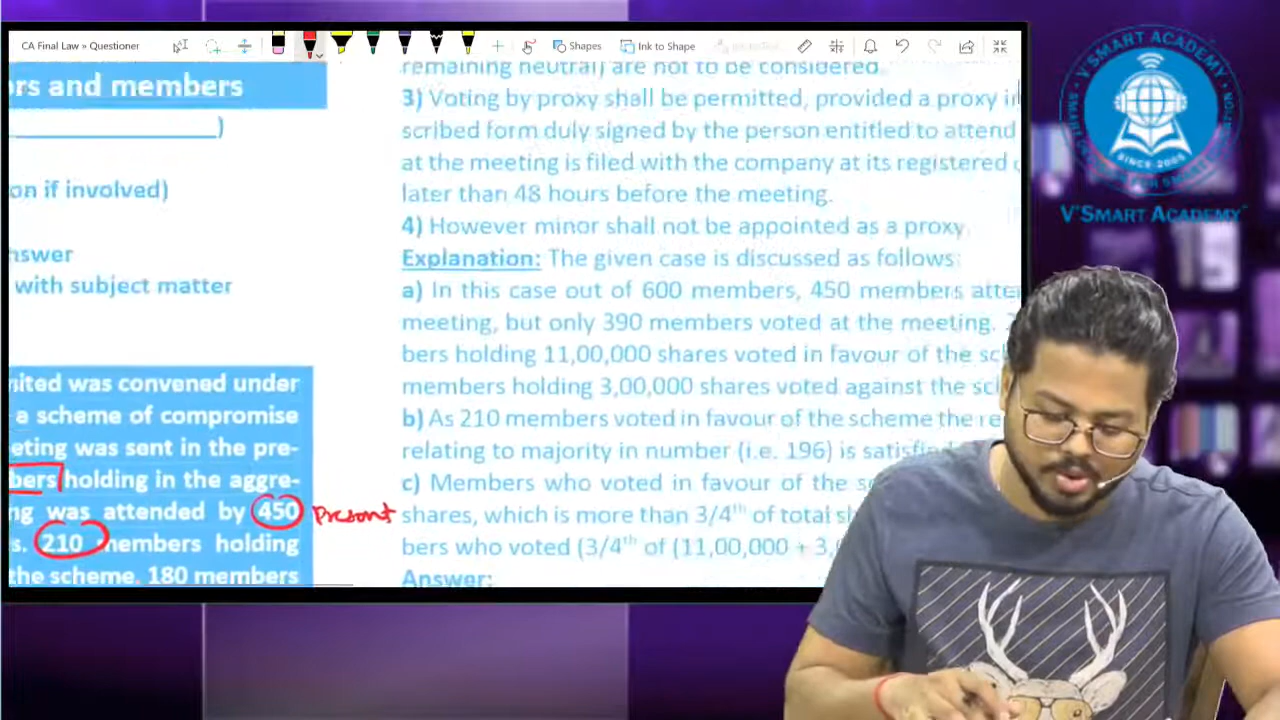 CA Final Law » Questioner
Shapes
Ink to Shape
ors and members
)
on if involved)
nswer
with subject matter
nited was convened under
a scheme of compromise
eting was sent in the pre-
bers holding in the aggre-
ng was attended by 450 Present
s. 210 members holding
the scheme. 180 members
remaining neutral) are not to be considered.
3) Voting by proxy shall be permitted, provided a proxy in
scribed form duly signed by the person entitled to attend
at the meeting is filed with the company at its registered
later than 48 hours before the meeting.
4) However minor shall not be appointed as a proxy
Explanation: The given case is discussed as follows
a) In this case out of 600 members, 450 members atte
meeting, but only 390 members voted at the meeting.
bers holding 11,00,000 shares voted in favour of the sc
members holding 3,00,000 shares voted against the sc
b) As 210 members voted in favour of the scheme the re
relating to majority in number (i.e. 196) is satisfi
c) Members who voted in favour of the s
shares, which is more than 3/4th of total s
bers who voted (3/4th of (11,00,000 + 3,
Answer:
V'SMART ACADEMY
SINCE-2005
V'SMART ACADEMY